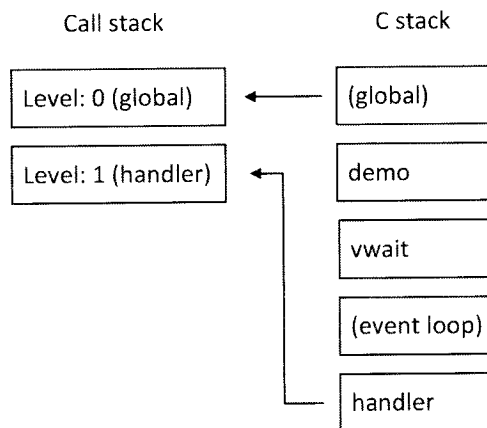 Call stack
C stack
Level: 0 (global)
(global)
Level: 1 (handler)
demo
vwait
(event loop)
handler